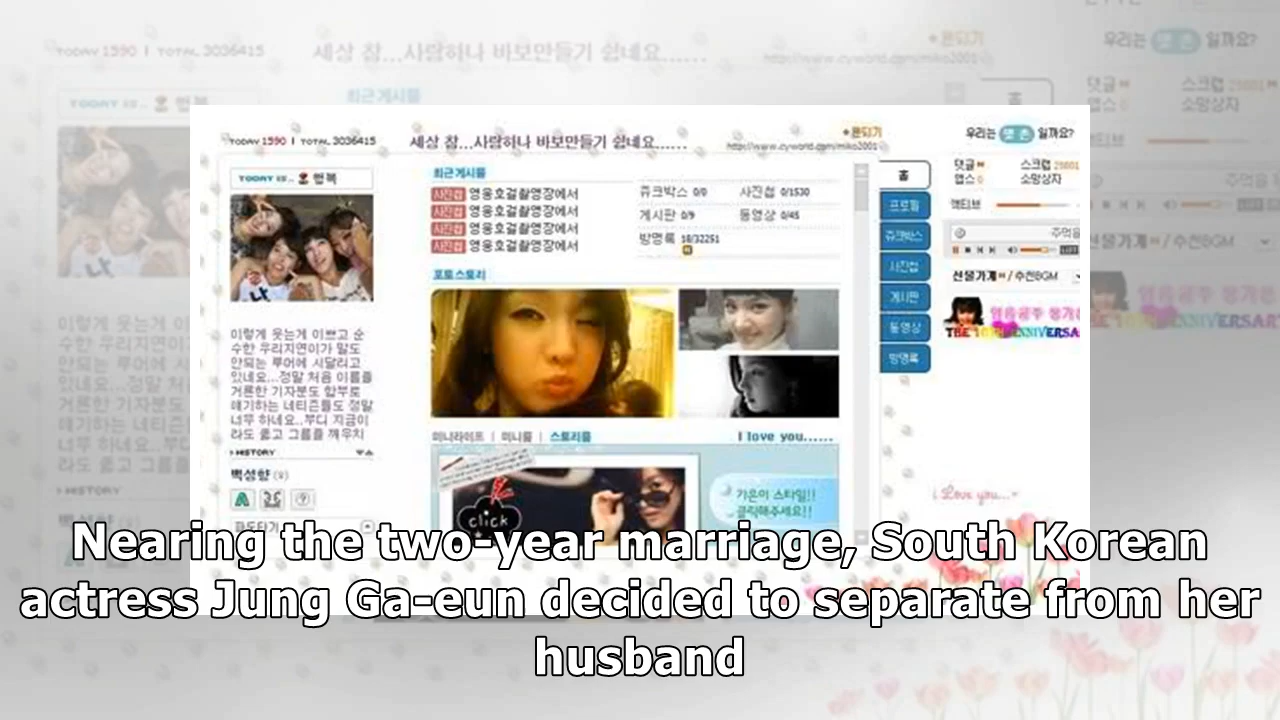 TODAY 1590 | TOTAL 3036415
세상 참...사람하나 바보만들기 쉽네요......
http://www.cyworld.com/miko2001
우리는 일까요?
TODAY IS.. 행복
최근게시물
사진첩 영웅호걸촬영장에서
사진첩 영웅호걸촬영장에서
사진첩 영웅호걸촬영장에서
사진첩 영웅호걸촬영장에서
쥬크박스 0/0 사진첩 0/1530
게시판 0/9 동영상 0/45
방명록 18/32251
홈
프로필
쥬크박스
사진첩
게시판
동영상
방명록
댓글
스크랩
소망상자
액티브
선물가게 / 추천BGM
포토스토리
이렇게 웃는게 이쁘고 순
수한 우리지연이가 말도
안되는 루머에 시달리고
있네요...정말 처음 이름을
거론한 기자분도 함부로
얘기하는 네티즌들도 정말
너무 하네요..부디 지금이
라도 옳고 그름을 깨우치
HISTORY
미니라이프 | 미니룸 | 스토리룸
I love you......
click
가은이 스타일!!
클릭해주세요!!
i Love you...~
파도타기
Nearing the two-year marriage, South Korean
actress Jung Ga-eun decided to separate from her
husband